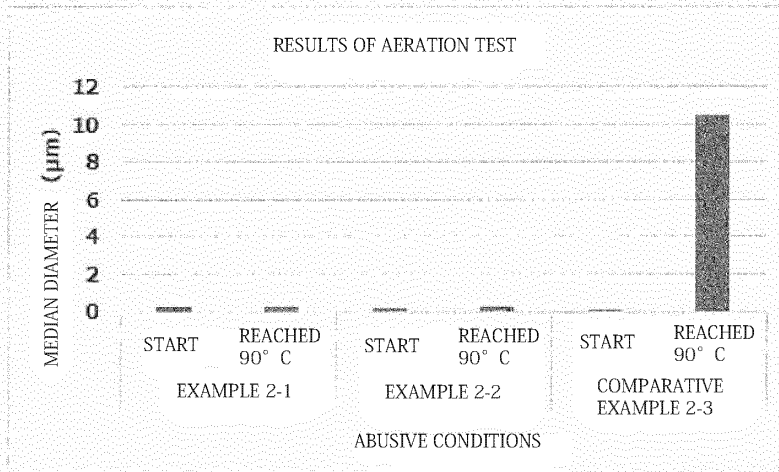 RESULTS OF AERATION TEST
MEDIAN DIAMETER (μm)
12
10
8
6
4
2
0
START
REACHED
90° C
START
REACHED
90° C
START
REACHED
90° C
EXAMPLE 2-1
EXAMPLE 2-2
COMPARATIVE
EXAMPLE 2-3
ABUSIVE CONDITIONS